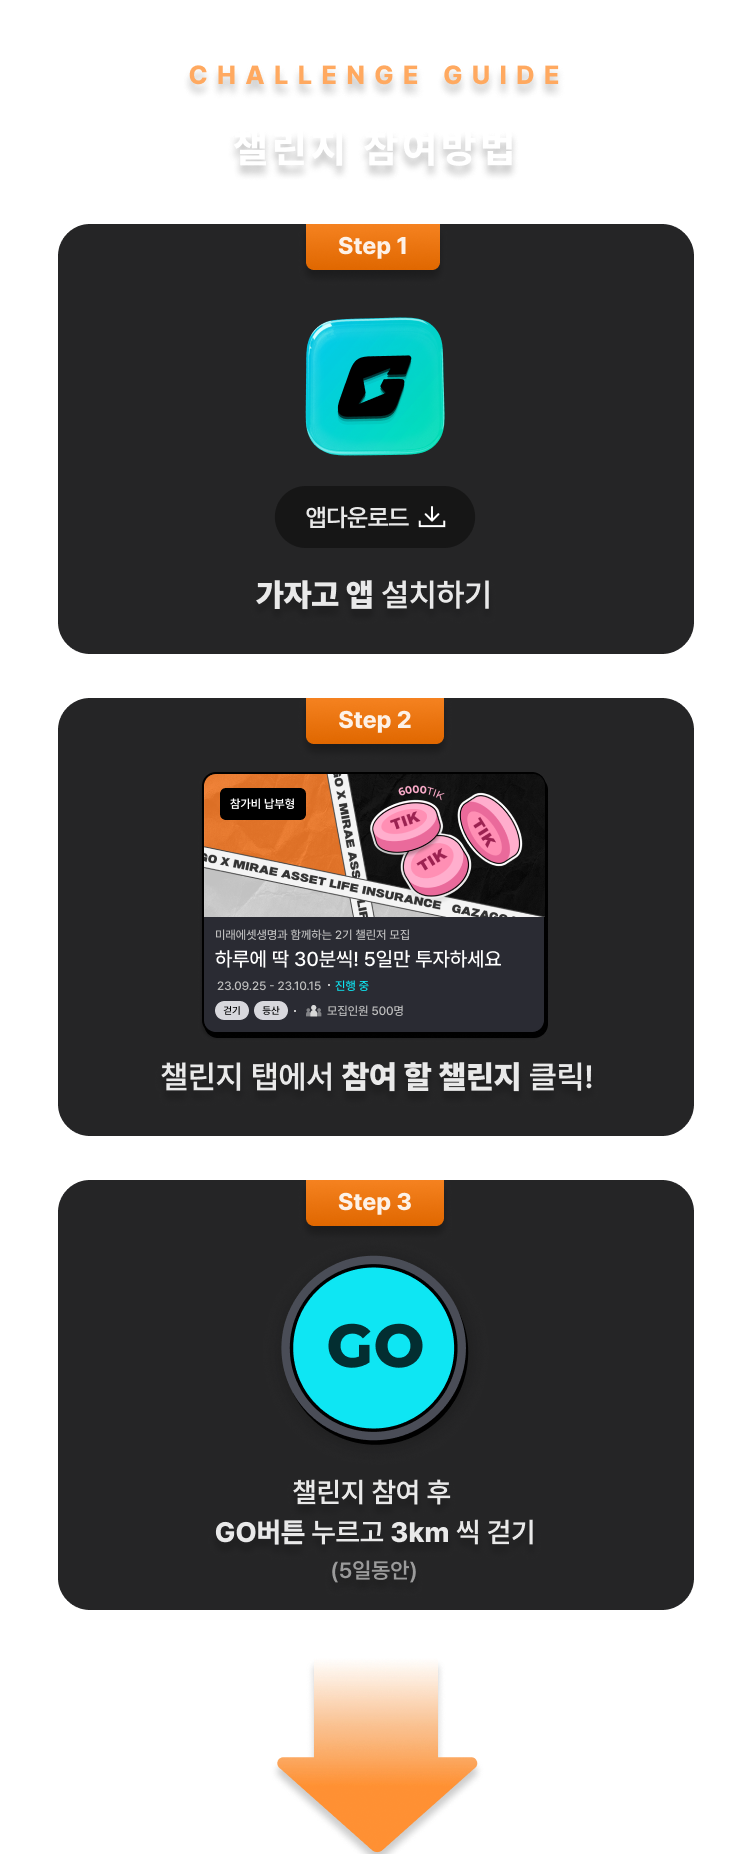 CHALLENGE GUIDE
챌린지 참여방법
Step 1
앱다운로드
가자고 앱 설치하기
Step 2
참가비 납부형
6000TIK
TIK
TIK
TIK
GO X MIRAE ASS
GO X MIRAE ASSET LIFE INSURANCE GAZAGO
LIF
미래에셋생명과 함께하는 2기 챌린저 모집
하루에 딱 30분씩! 5일만 투자하세요
23.09.25 - 23.10.15 · 진행 중
걷기 등산 · 모집인원 500명
챌린지 탭에서 참여 할 챌린지 클릭!
Step 3
GO
챌린지 참여 후
GO버튼 누르고 3km 씩 걷기
(5일동안)